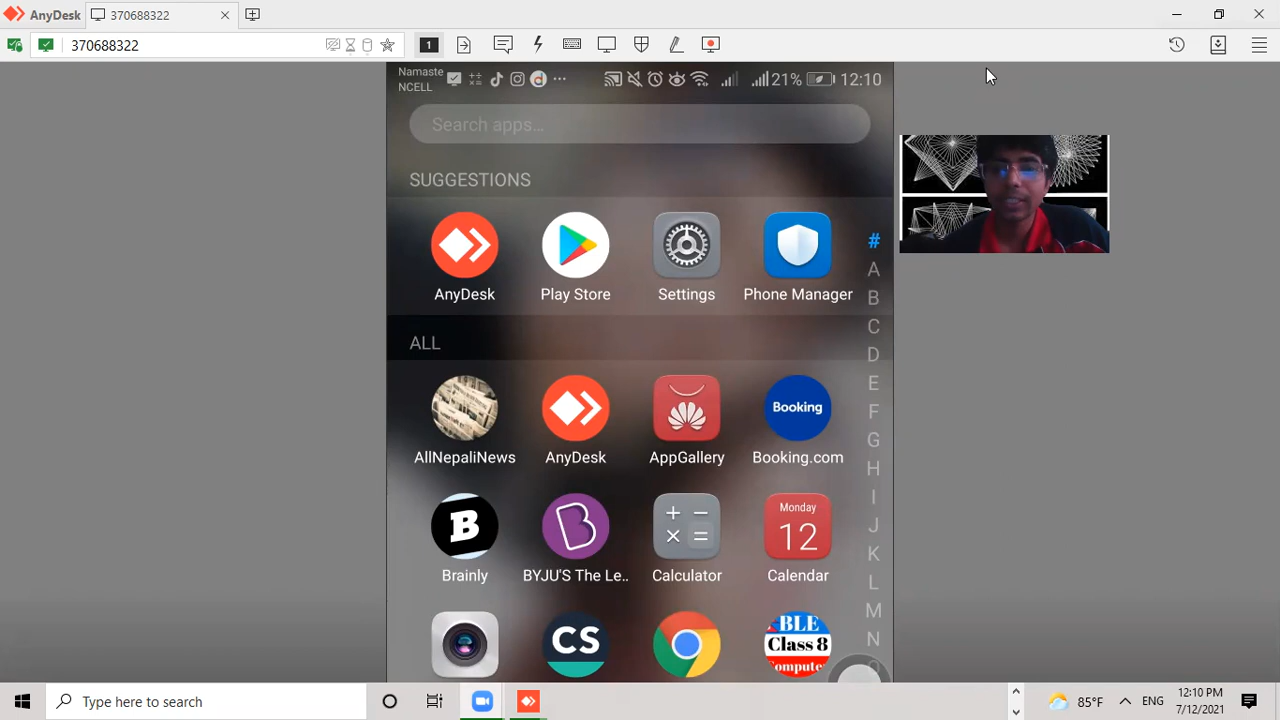 AnyDesk
370688322
370688322
1
Namaste
NCELL
21%
12:10
Search apps...
SUGGESTIONS
AnyDesk
Play Store
Settings
Phone Manager
ALL
AllNepaliNews
AnyDesk
AppGallery
Booking
Booking.com
B
Brainly
BYJU'S The Le..
Calculator
Monday
12
Calendar
CS
BLE
Class 8
Computer
#
A
B
C
D
E
F
G
H
I
J
K
L
M
N
Type here to search
85°F
ENG
12:10 PM
7/12/2021